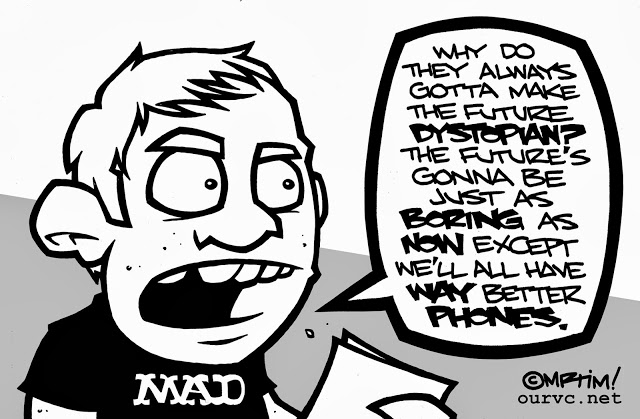 WHY DO
THEY ALWAYS
GOTTA MAKE
THE FUTURE
DYSTOPIAN?
THE FUTURE'S
GONNA BE
JUST AS
BORING AS
NOW EXCEPT
WE'LL ALL HAVE
WAY BETTER
PHONES.
MAD
©MRTIM!
ourvc.net